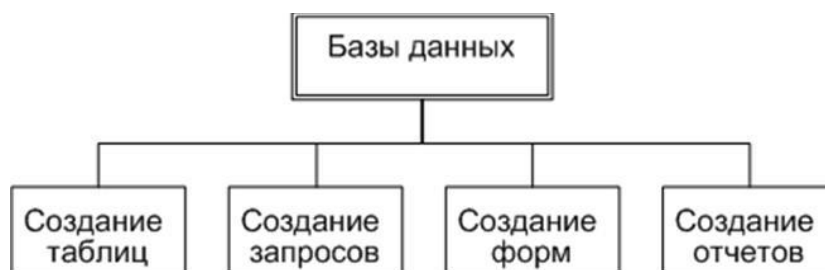 Базы данных
Создание
таблиц
Создание
запросов
Создание
форм
Создание
отчетов